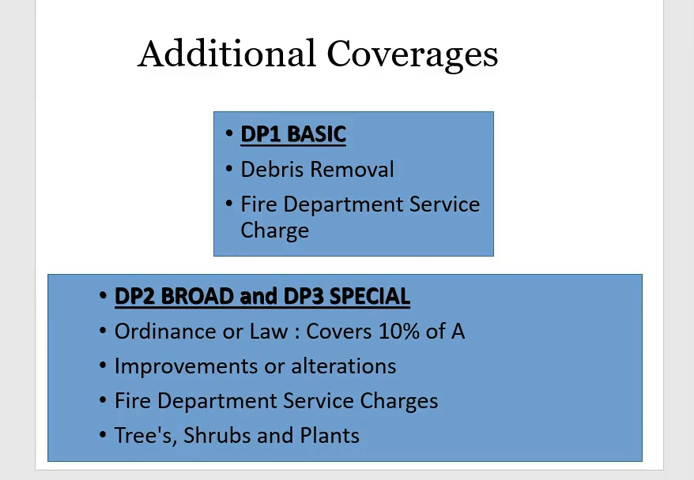 Additional Coverages
• DP1 BASIC
• Debris Removal
• Fire Department Service
Charge
• DP2 BROAD and DP3 SPECIAL
• Ordinance or Law : Covers 10% of A
• Improvements or alterations
• Fire Department Service Charges
• Tree's, Shrubs and Plants